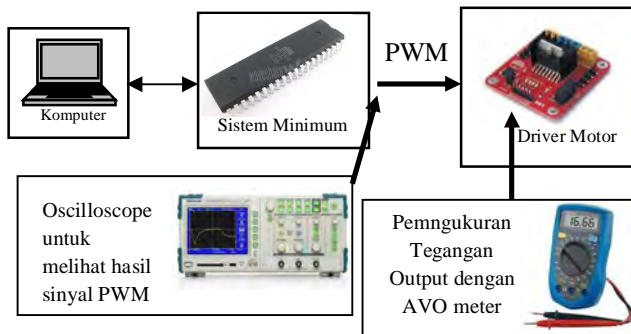 Komputer
Sistem Minimum
PWM
Driver Motor
Oscilloscope
untuk
melihat hasil
sinyal PWM
Pemngukuran
Tegangan
Output dengan
AVO meter
16.66